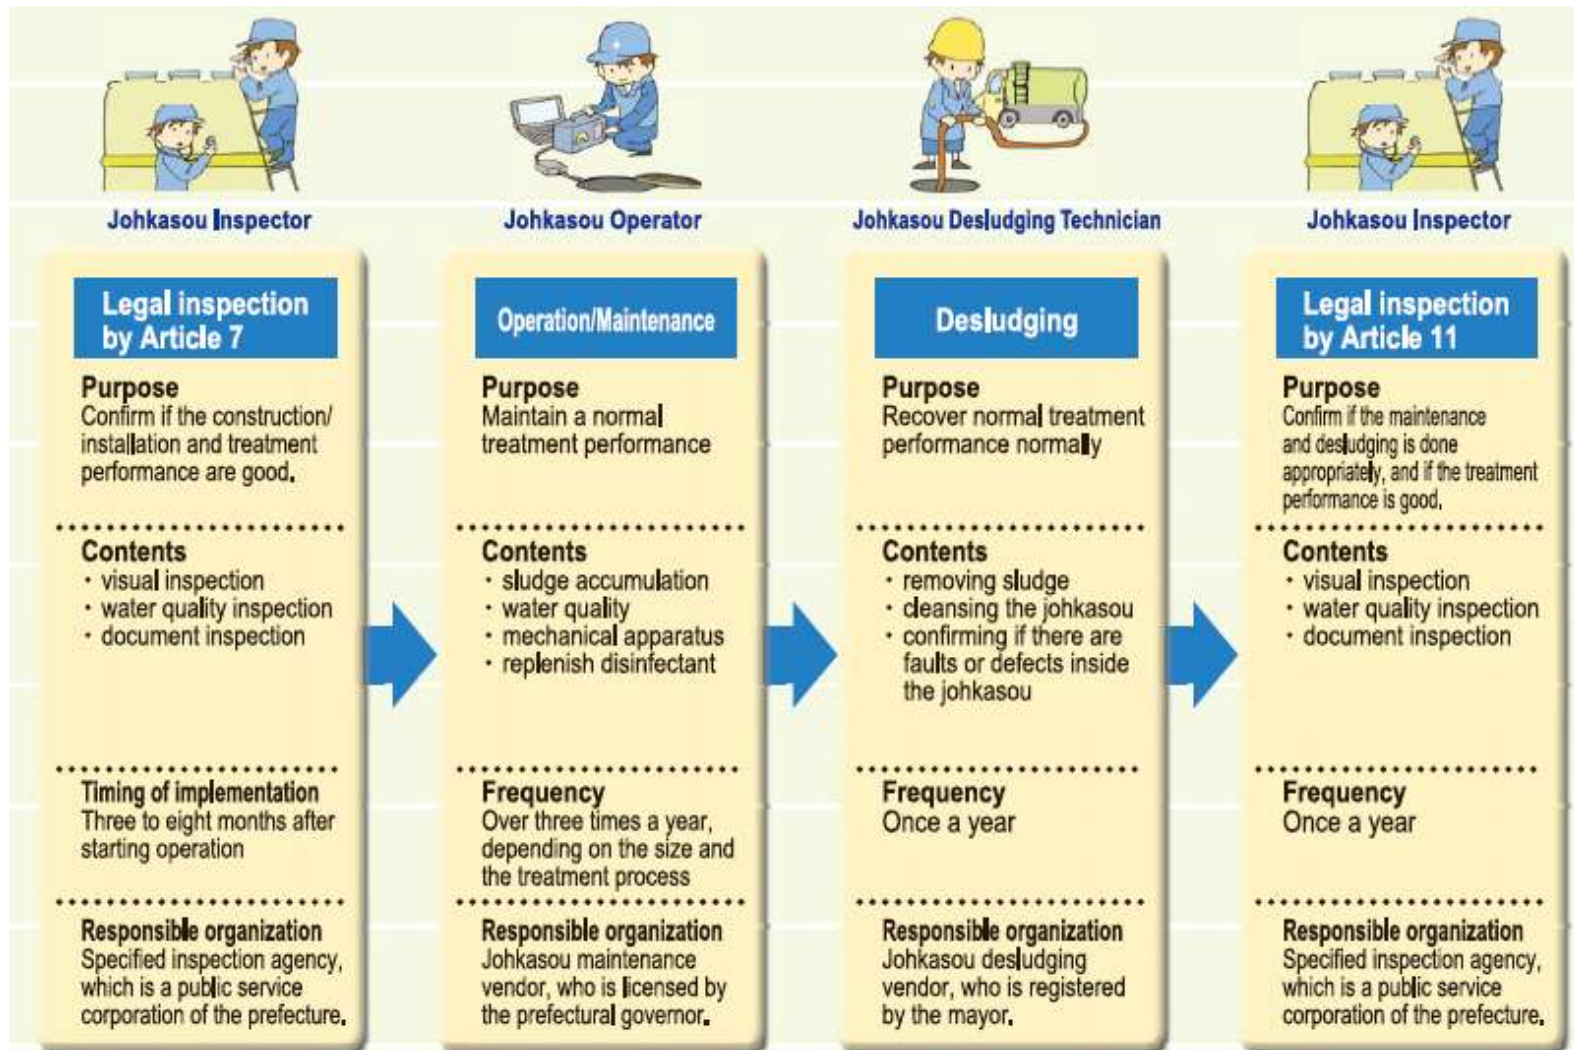 Johkasou Inspector
Legal inspection
by Article 7
Purpose
Confirm if the construction/
installation and treatment
performance are good.
Contents
・visual inspection
・water quality inspection
・document inspection
Timing of implementation
Three to eight months after
starting operation
Responsible organization
Specified inspection agency,
which is a public service
corporation of the prefecture.
Johkasou Operator
Operation/Maintenance
Purpose
Maintain a normal
treatment performance
Contents
・sludge accumulation
・water quality
・mechanical apparatus
・replenish disinfectant
Frequency
Over three times a year,
depending on the size and
the treatment process
Responsible organization
Johkasou maintenance
vendor, who is licensed by
the prefectural governor.
Johkasou Desludging Technician
Desludging
Purpose
Recover normal treatment
performance normally
Contents
・removing sludge
・cleansing the johkasou
・confirming if there are
faults or defects inside
the johkasou
Frequency
Once a year
Responsible organization
Johkasou desludging
vendor, who is registered
by the mayor.
Johkasou Inspector
Legal inspection
by Article 11
Purpose
Confirm if the maintenance
and desludging is done
appropriately, and if the treatment
performance is good.
Contents
・visual inspection
・water quality inspection
・document inspection
Frequency
Once a year
Responsible organization
Specified inspection agency,
which is a public service
corporation of the prefecture.